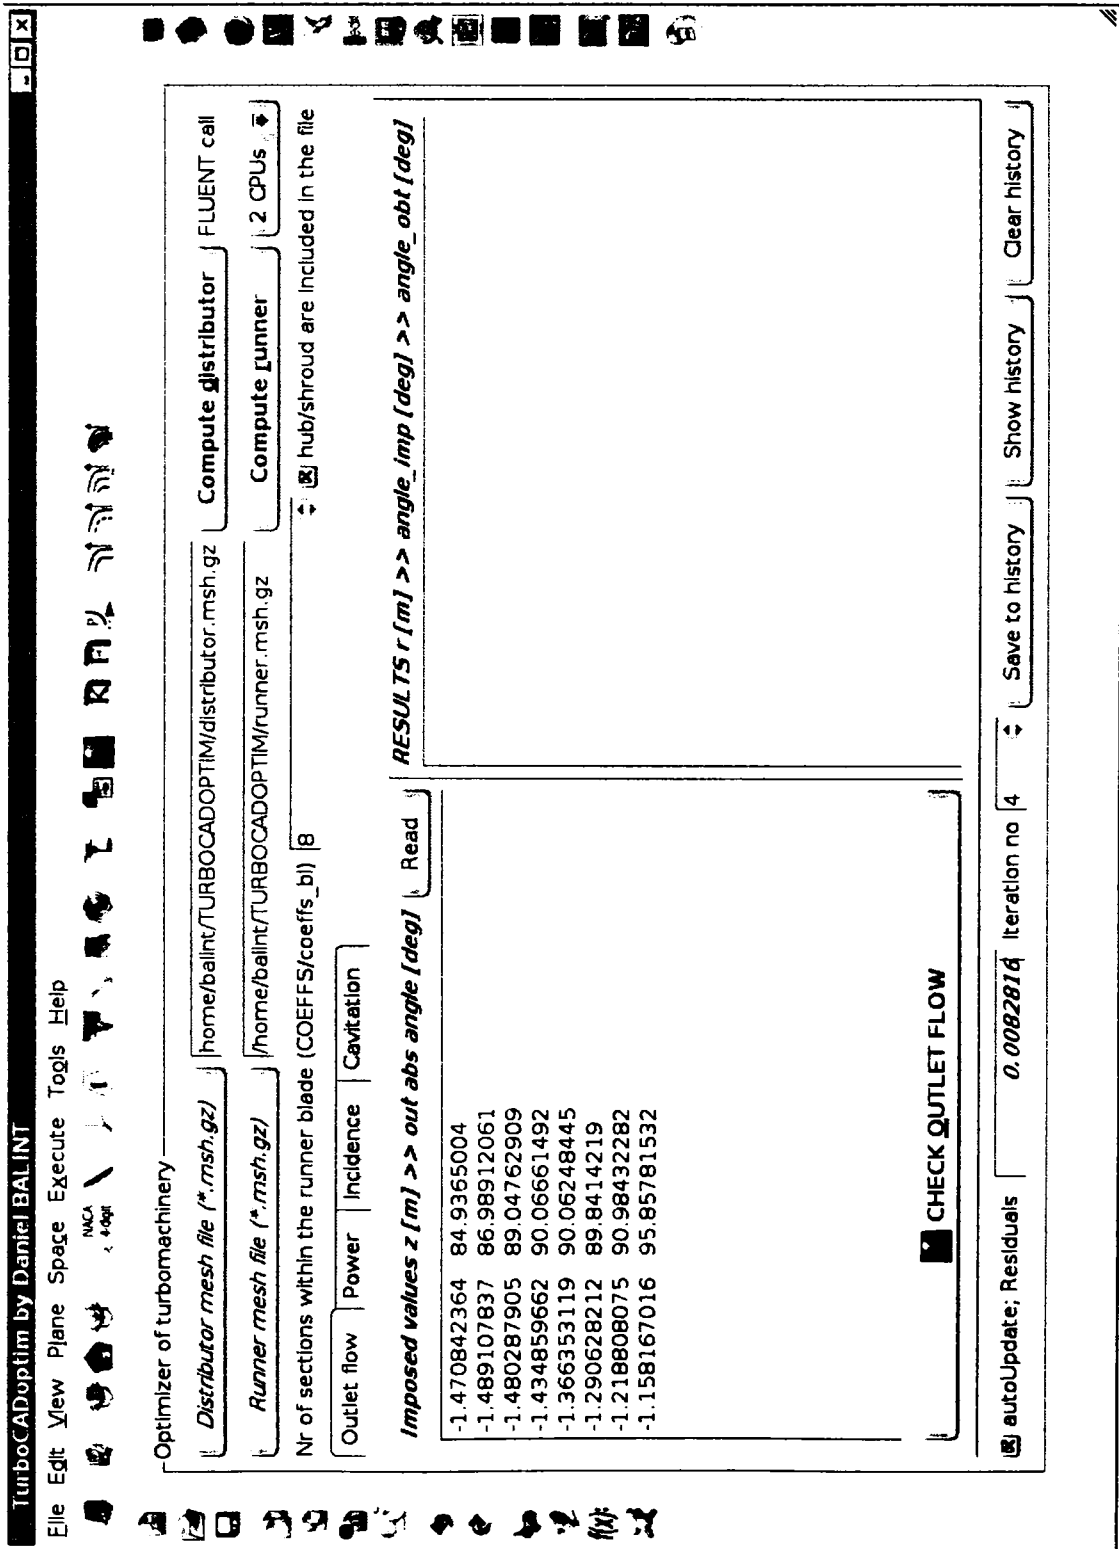 TurboCADoptim by Daniel BALINT
File Edit View Plane Space Execute Tools Help
NACA
4-digit
Optimizer of turbomachinery
Distributor mesh file (*.msh.gz) home/balint/TURBOCADOPTIM/distributor.msh.gz Compute distributor FLUENT call
Runner mesh file (*.msh.gz) /home/balint/TURBOCADOPTIM/runner.msh.gz Compute runner 2 CPUs
Nr of sections within the runner blade (COEFFS/coeffs_bl) 8 hub/shroud are included in the file
Outlet flow Power Incidence Cavitation
Imposed values z [m] >> out abs angle [deg] Read RESULTS r [m] >> angle_imp [deg] >> angle_obt [deg]
-1.470842364 84.9365004
-1.489107837 86.98912061
-1.480287905 89.04762909
-1.434859662 90.06661492
-1.366353119 90.06248445
-1.290628212 89.8414219
-1.218808075 90.98432282
-1.158167016 95.85781532
CHECK OUTLET FLOW
autoUpdate; Residuals 0.0082816 Iteration no 4 Save to history Show history Clear history
f(x):